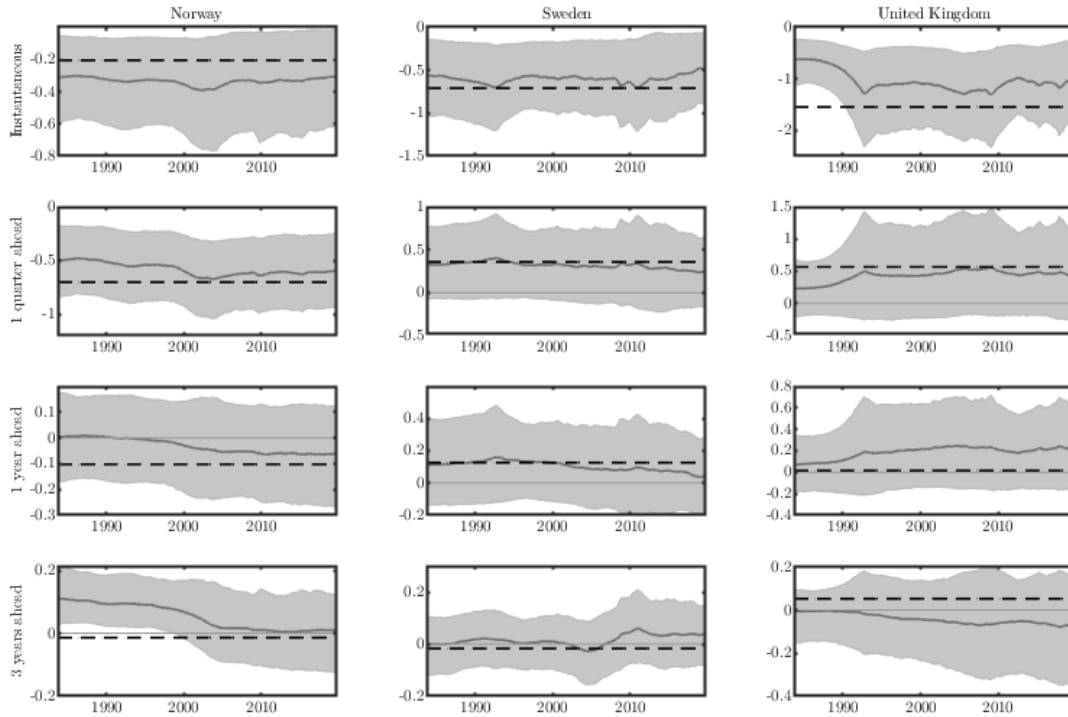 Norway Sweden United Kingdom
Instantaneous
-0.2 -0.4 -0.6 -0.8
1990 2000 2010
0 -0.5 -1 -1.5
1990 2000 2010
-1 -2
1990 2000 2010
1 quarter ahead
0 -0.5 -1
1990 2000 2010
1 0.5 0 -0.5
1990 2000 2010
1.5 1 0.5 0 -0.5
1990 2000 2010
1 year ahead
0.1 0 -0.1 -0.2 -0.3
1990 2000 2010
0.4 0.2 0 -0.2
1990 2000 2010
0.8 0.6 0.4 0.2 0 -0.2 -0.4
1990 2000 2010
3 years ahead
0.2 0 -0.2
1990 2000 2010
0.2 0 -0.2
1990 2000 2010
0.2 0 -0.2 -0.4
1990 2000 2010